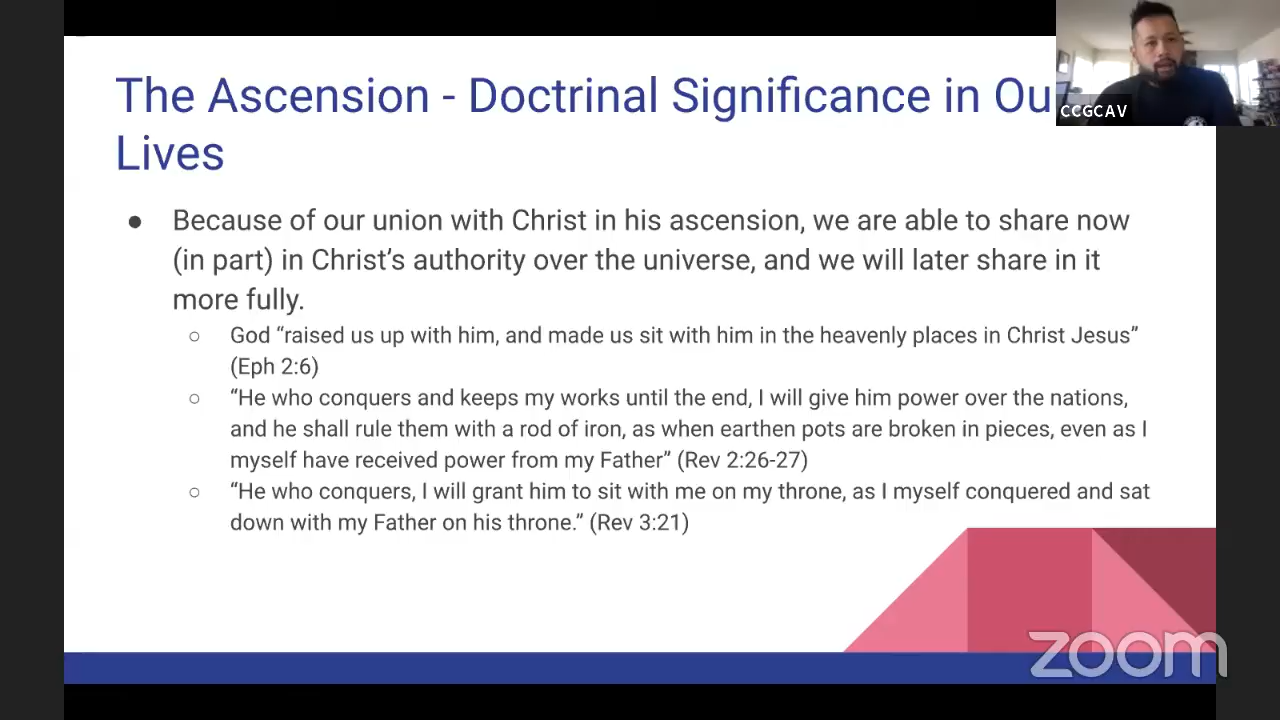 The Ascension - Doctrinal Significance in Ou
Lives
CCGCAV
● Because of our union with Christ in his ascension, we are able to share now
(in part) in Christ’s authority over the universe, and we will later share in it
more fully.
○ God “raised us up with him, and made us sit with him in the heavenly places in Christ Jesus”
(Eph 2:6)
○ “He who conquers and keeps my works until the end, I will give him power over the nations,
and he shall rule them with a rod of iron, as when earthen pots are broken in pieces, even as I
myself have received power from my Father” (Rev 2:26-27)
○ “He who conquers, I will grant him to sit with me on my throne, as I myself conquered and sat
down with my Father on his throne.” (Rev 3:21)
zoom